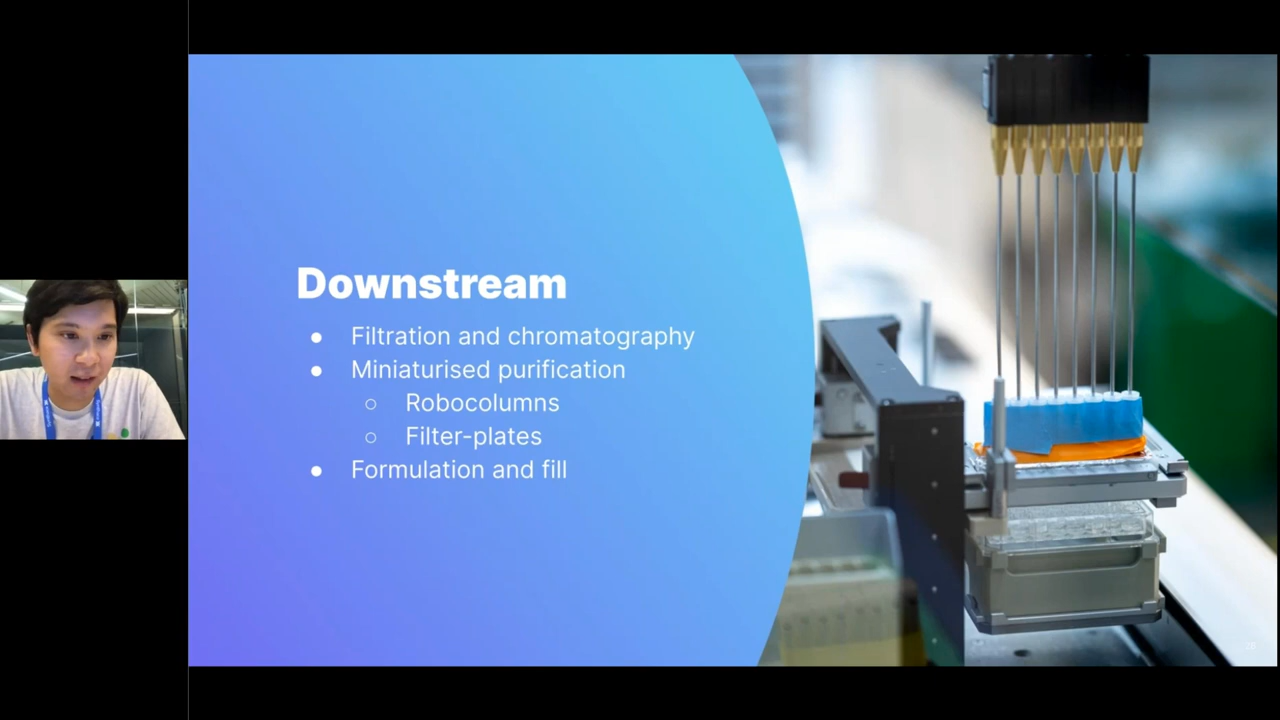 Downstream
● Filtration and chromatography
● Miniaturised purification
○ Robocolumns
○ Filter-plates
● Formulation and fill